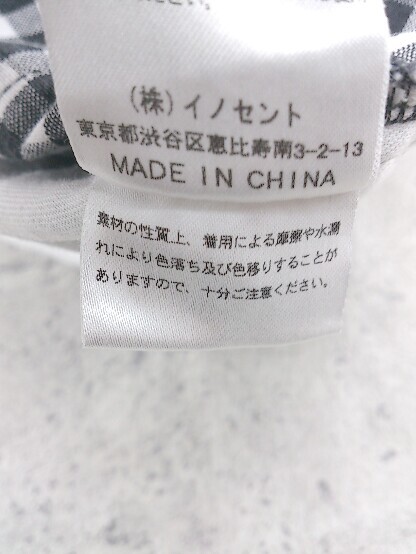 (株)イノセント
東京都渋谷区恵比寿南3-2-13
MADE IN CHINA
素材の性質上、着用による摩擦や水濡
れにより色落ち及び色移りすることが
ありますので、十分ご注意ください。